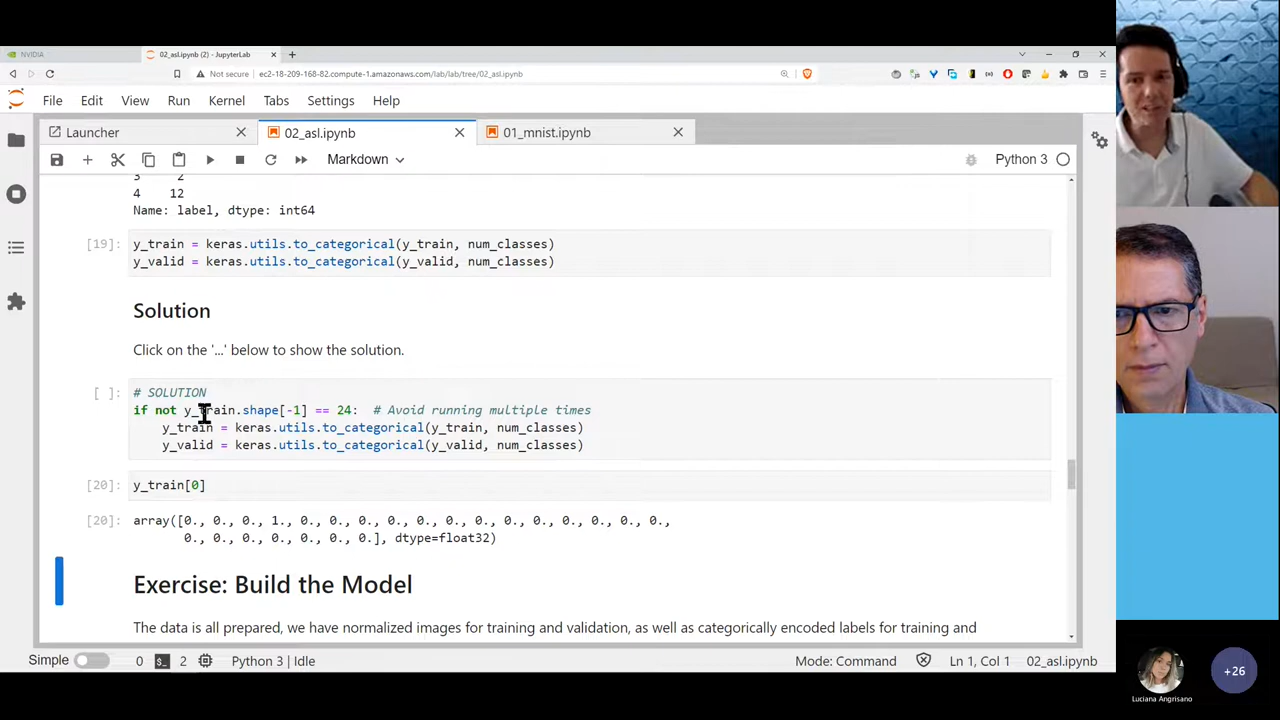 NVIDIA
02_asl.ipynb (2) - JupyterLab
Not secure
ec2-18-209-168-82.compute-1.amazonaws.com/lab/lab/tree/02_asl.ipynb
File Edit View Run Kernel Tabs Settings Help
Launcher
02_asl.ipynb
01_mnist.ipynb
Markdown
Python 3
3 2
4 12
Name: label, dtype: int64
[19]:
y_train = keras.utils.to_categorical(y_train, num_classes)
y_valid = keras.utils.to_categorical(y_valid, num_classes)
Solution
Click on the '...' below to show the solution.
[ ]:
# SOLUTION
if not y_train.shape[-1] == 24: # Avoid running multiple times
y_train = keras.utils.to_categorical(y_train, num_classes)
y_valid = keras.utils.to_categorical(y_valid, num_classes)
[20]:
y_train[0]
[20]:
array([0., 0., 0., 1., 0., 0., 0., 0., 0., 0., 0., 0., 0., 0., 0., 0., 0.,
0., 0., 0., 0., 0., 0., 0.], dtype=float32)
Exercise: Build the Model
The data is all prepared, we have normalized images for training and validation, as well as categorically encoded labels for training and
Simple 0 2 Python 3 | Idle Mode: Command Ln 1, Col 1 02_asl.ipynb
Luciana Angrisano
+26